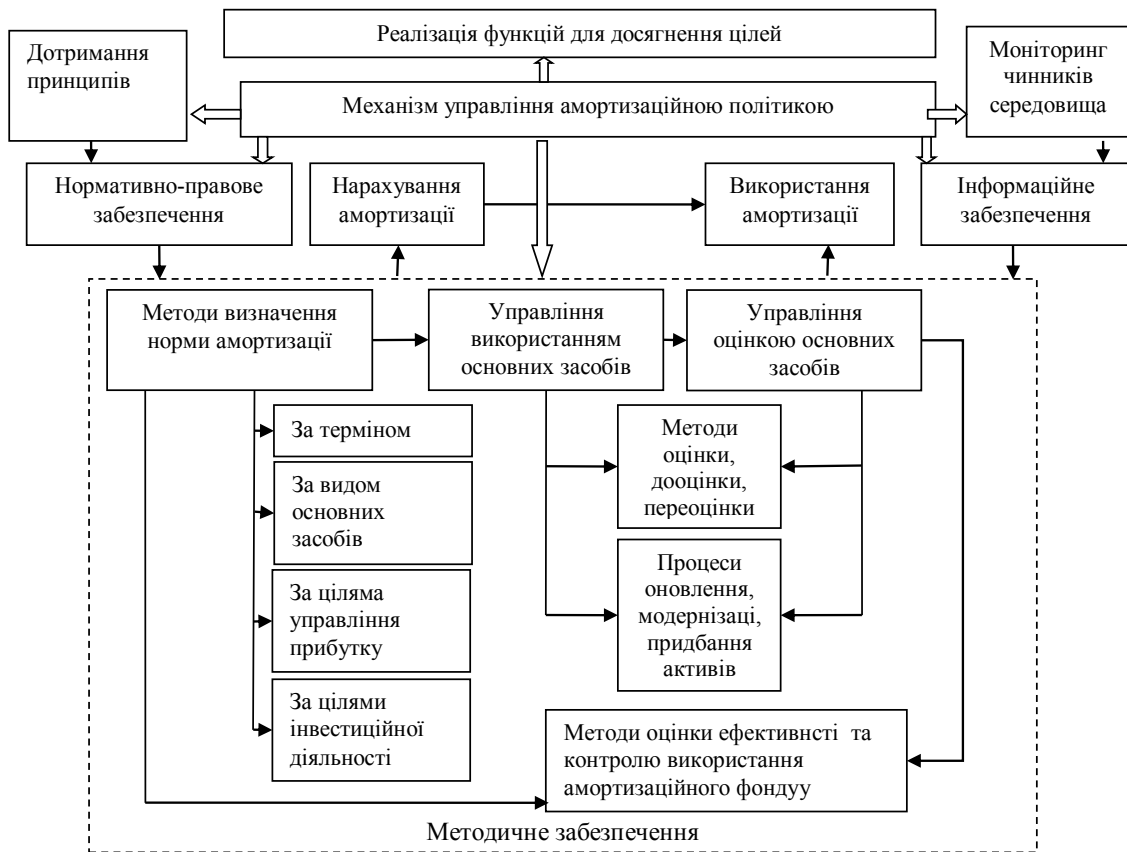 Реалізація функцій для досягнення цілей
Дотримання
принципів
Моніторинг
чинників
середовища
Механізм управління амортизаційною політикою
Нормативно-правове
забезпечення
Нарахування
амортизації
Використання
амортизації
Інформаційне
забезпечення
Методи визначення
норми амортизації
Управління
використанням
основних засобів
Управління
оцінкою основних
засобів
За терміном
За видом
основних
засобів
За ціляма
управління
прибутку
За цілями
інвестиційної
діяльності
Методи
оцінки,
дооцінки,
переоцінки
Процеси
оновлення,
модернізаці,
придбання
активів
Методи оцінки ефективнсті та
контролю використання
амортизаційного фондуу
Методичне забезпечення